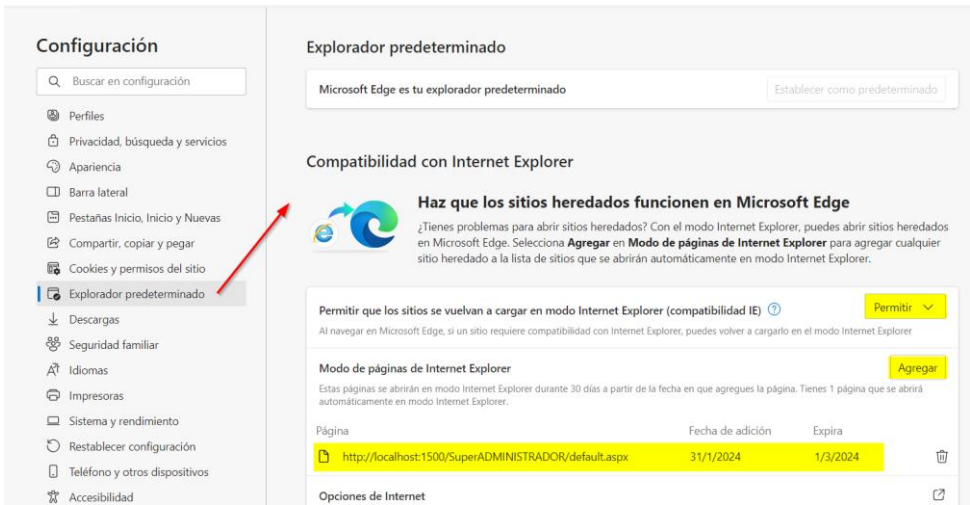 Configuración
Buscar en configuración
Perfiles
Privacidad, búsqueda y servicios
Apariencia
Barra lateral
Pestañas Inicio, Inicio y Nuevas
Compartir, copiar y pegar
Cookies y permisos del sitio
Explorador predeterminado
Descargas
Seguridad familiar
Idiomas
Impresoras
Sistema y rendimiento
Restablecer configuración
Teléfono y otros dispositivos
Accesibilidad
Explorador predeterminado
Microsoft Edge es tu explorador predeterminado
Establecer como predeterminado
Compatibilidad con Internet Explorer
Haz que los sitios heredados funcionen en Microsoft Edge
¿Tienes problemas para abrir sitios heredados? Con el modo Internet Explorer, puedes abrir sitios heredados
en Microsoft Edge. Selecciona Agregar en Modo de páginas de Internet Explorer para agregar cualquier
sitio heredado a la lista de sitios que se abrirán automáticamente en modo Internet Explorer.
Permitir que los sitios se vuelvan a cargar en modo Internet Explorer (compatibilidad IE)
Permitir
Al navegar en Microsoft Edge, si un sitio requiere compatibilidad con Internet Explorer, puedes volver a cargarlo en el modo Internet Explorer
Modo de páginas de Internet Explorer
Agregar
Estas páginas se abrirán en modo Internet Explorer durante 30 días a partir de la fecha en que agregues la página. Tienes 1 página que se abrirá
automáticamente en modo Internet Explorer.
Página Fecha de adición Expira
http://localhost:1500/SuperADMINISTRADOR/default.aspx 31/1/2024 1/3/2024
Opciones de Internet